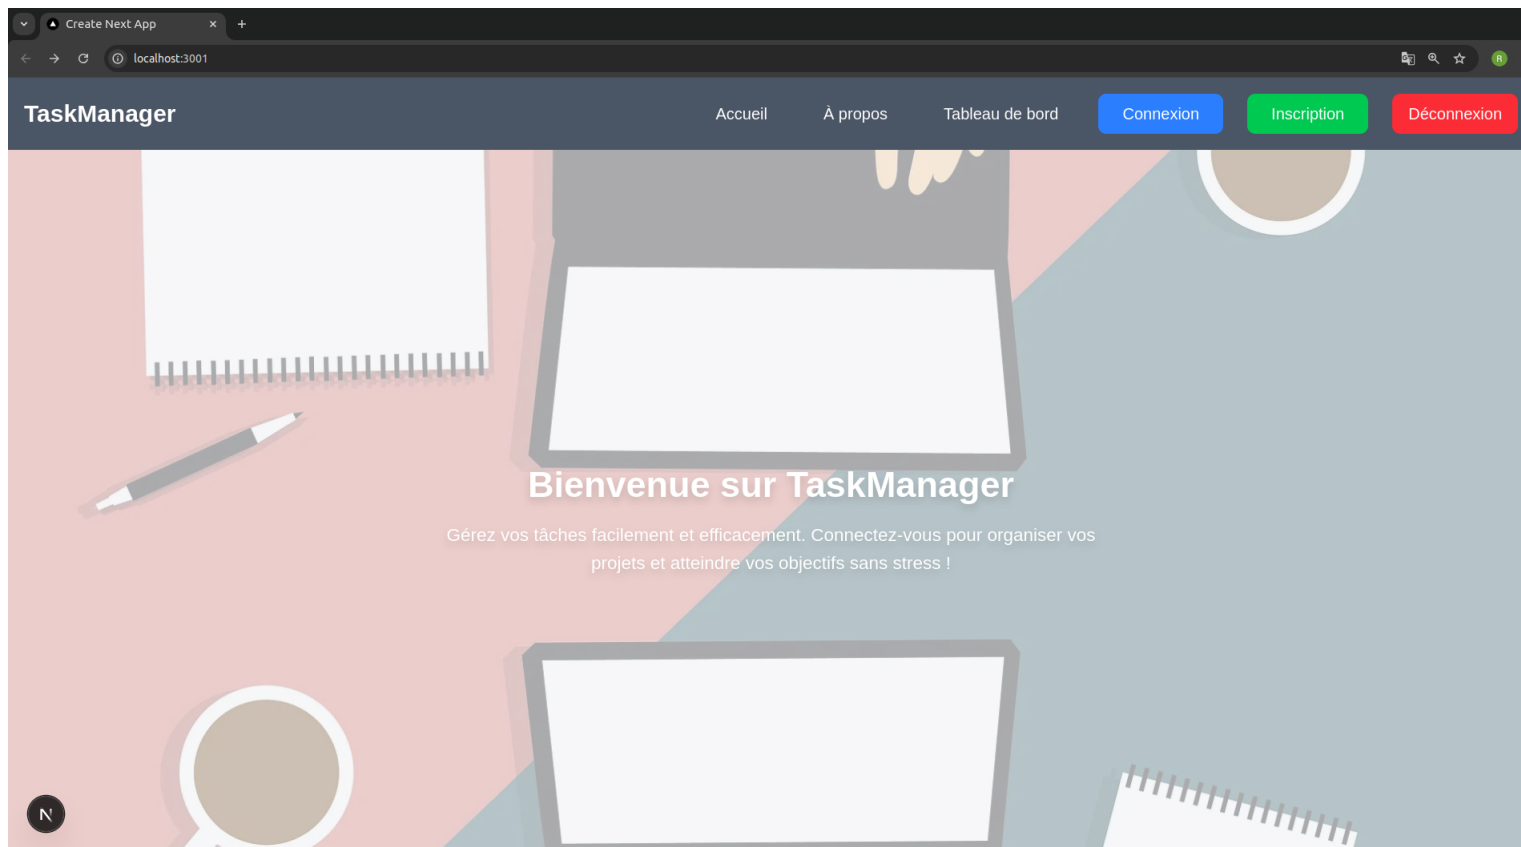 Create Next App
localhost:3001
R
TaskManager
Accueil
À propos
Tableau de bord
Connexion
Inscription
Déconnexion
Bienvenue sur TaskManager
Gérez vos tâches facilement et efficacement. Connectez-vous pour organiser vos
projets et atteindre vos objectifs sans stress !
N